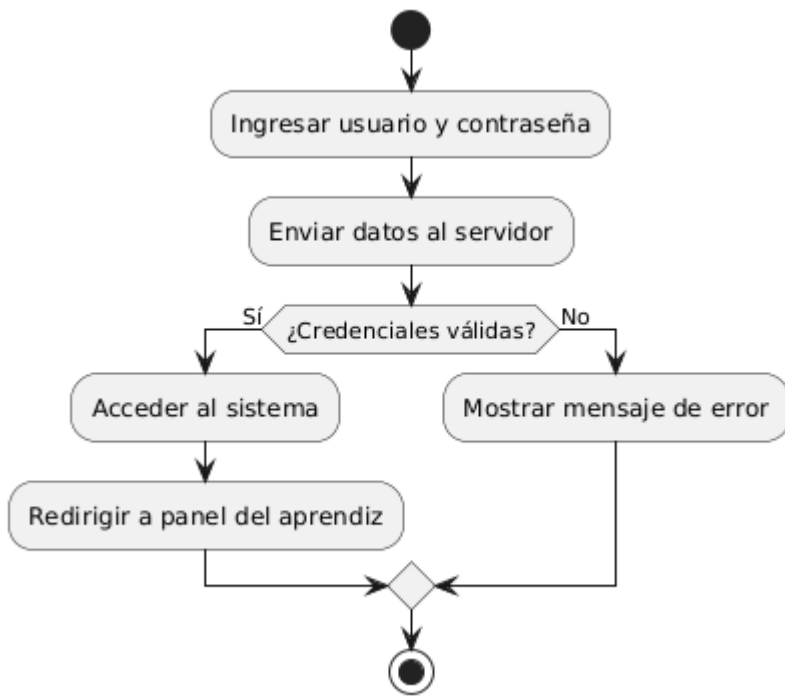 Ingresar usuario y contraseña
Enviar datos al servidor
¿Credenciales válidas?
Sí
No
Acceder al sistema
Mostrar mensaje de error
Redirigir a panel del aprendiz